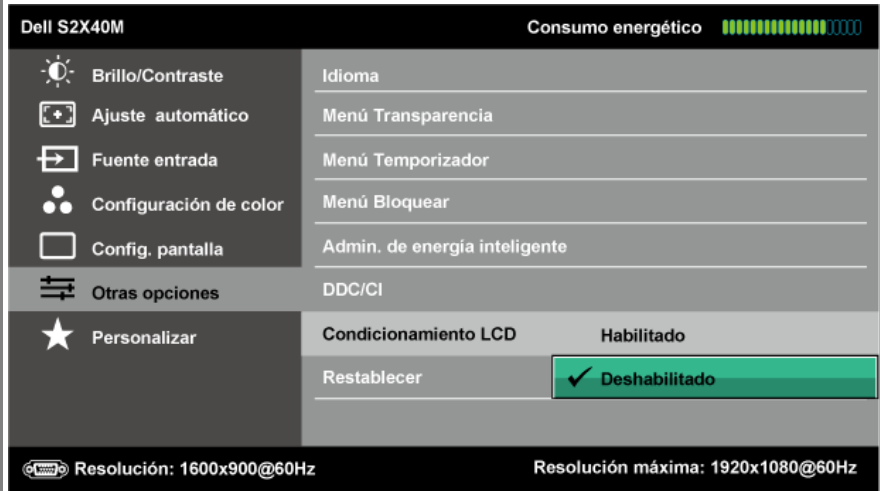 Dell S2X40M
Consumo energético
Brillo/Contraste
Ajuste automático
Fuente entrada
Configuración de color
Config. pantalla
Otras opciones
Personalizar
Idioma
Menú Transparencia
Menú Temporizador
Menú Bloquear
Admin. de energía inteligente
DDC/CI
Condicionamiento LCD
Habilitado
Restablecer
Deshabilitado
Resolución: 1600x900@60Hz
Resolución máxima: 1920x1080@60Hz